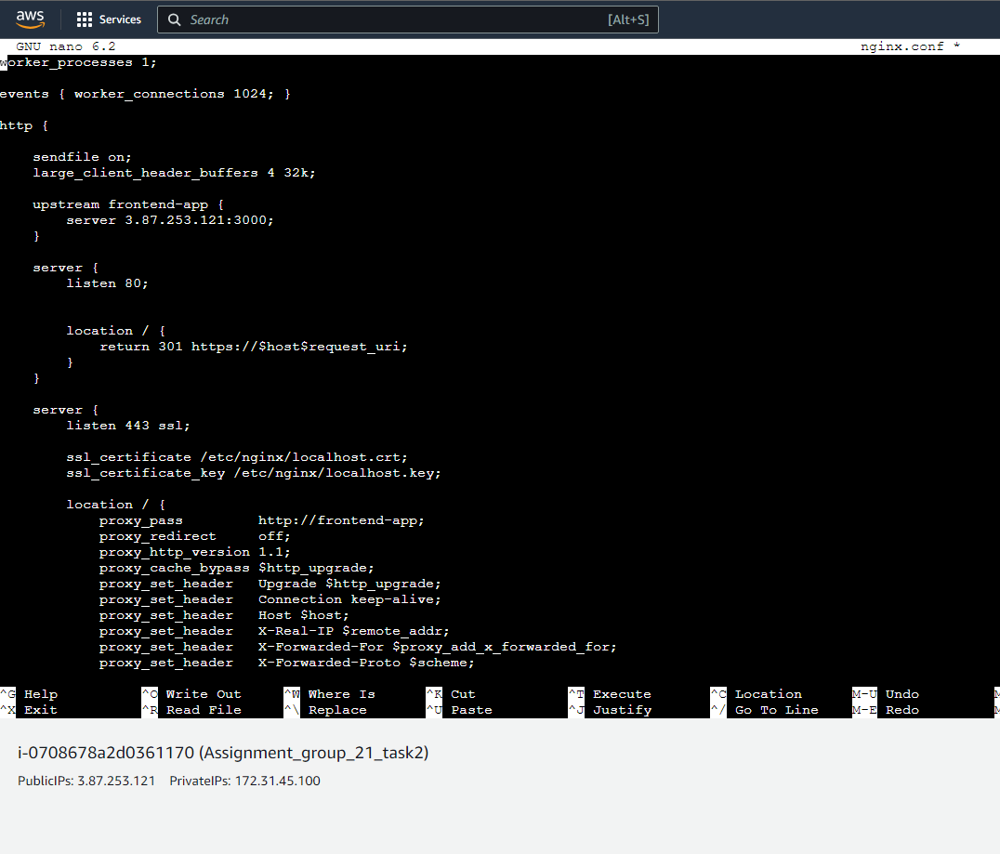 aws Services Search [Alt+S]
GNU nano 6.2 nginx.conf *
worker_processes 1;
events { worker_connections 1024; }
http {
sendfile on;
large_client_header_buffers 4 32k;
upstream frontend-app {
server 3.87.253.121:3000;
}
server {
listen 80;
location / {
return 301 https://$host$request_uri;
}
}
server {
listen 443 ssl;
ssl_certificate /etc/nginx/localhost.crt;
ssl_certificate_key /etc/nginx/localhost.key;
location / {
proxy_pass http://frontend-app;
proxy_redirect off;
proxy_http_version 1.1;
proxy_cache_bypass $http_upgrade;
proxy_set_header Upgrade $http_upgrade;
proxy_set_header Connection keep-alive;
proxy_set_header Host $host;
proxy_set_header X-Real-IP $remote_addr;
proxy_set_header X-Forwarded-For $proxy_add_x_forwarded_for;
proxy_set_header X-Forwarded-Proto $scheme;
^G Help ^O Write Out ^W Where Is ^K Cut ^T Execute ^C Location M-U Undo
^X Exit ^R Read File ^\ Replace ^U Paste ^J Justify ^/ Go To Line M-E Redo
i-0708678a2d0361170 (Assignment_group_21_task2)
PublicIPs: 3.87.253.121 PrivateIPs: 172.31.45.100